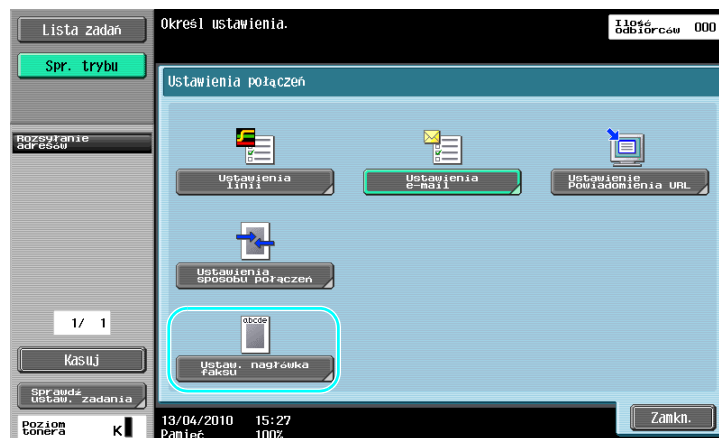 Lista zadań
Określ ustawienia.
Ilość
odbiorców 000
Spr. trybu
Ustawienia połączeń
Rozsyłanie
adresów
Ustawienia
linii
Ustawienia
e-mail
Ustawienie
Powiadomienia URL
Ustawienia
sposobu połączeń
abcde
Ustaw. nagłówka
faksu
1/ 1
Kasuj
Sprawdź
ustaw. zadania
Poziom
tonera K
13/04/2010 15:27
Pamięć 100%
Zamkn.